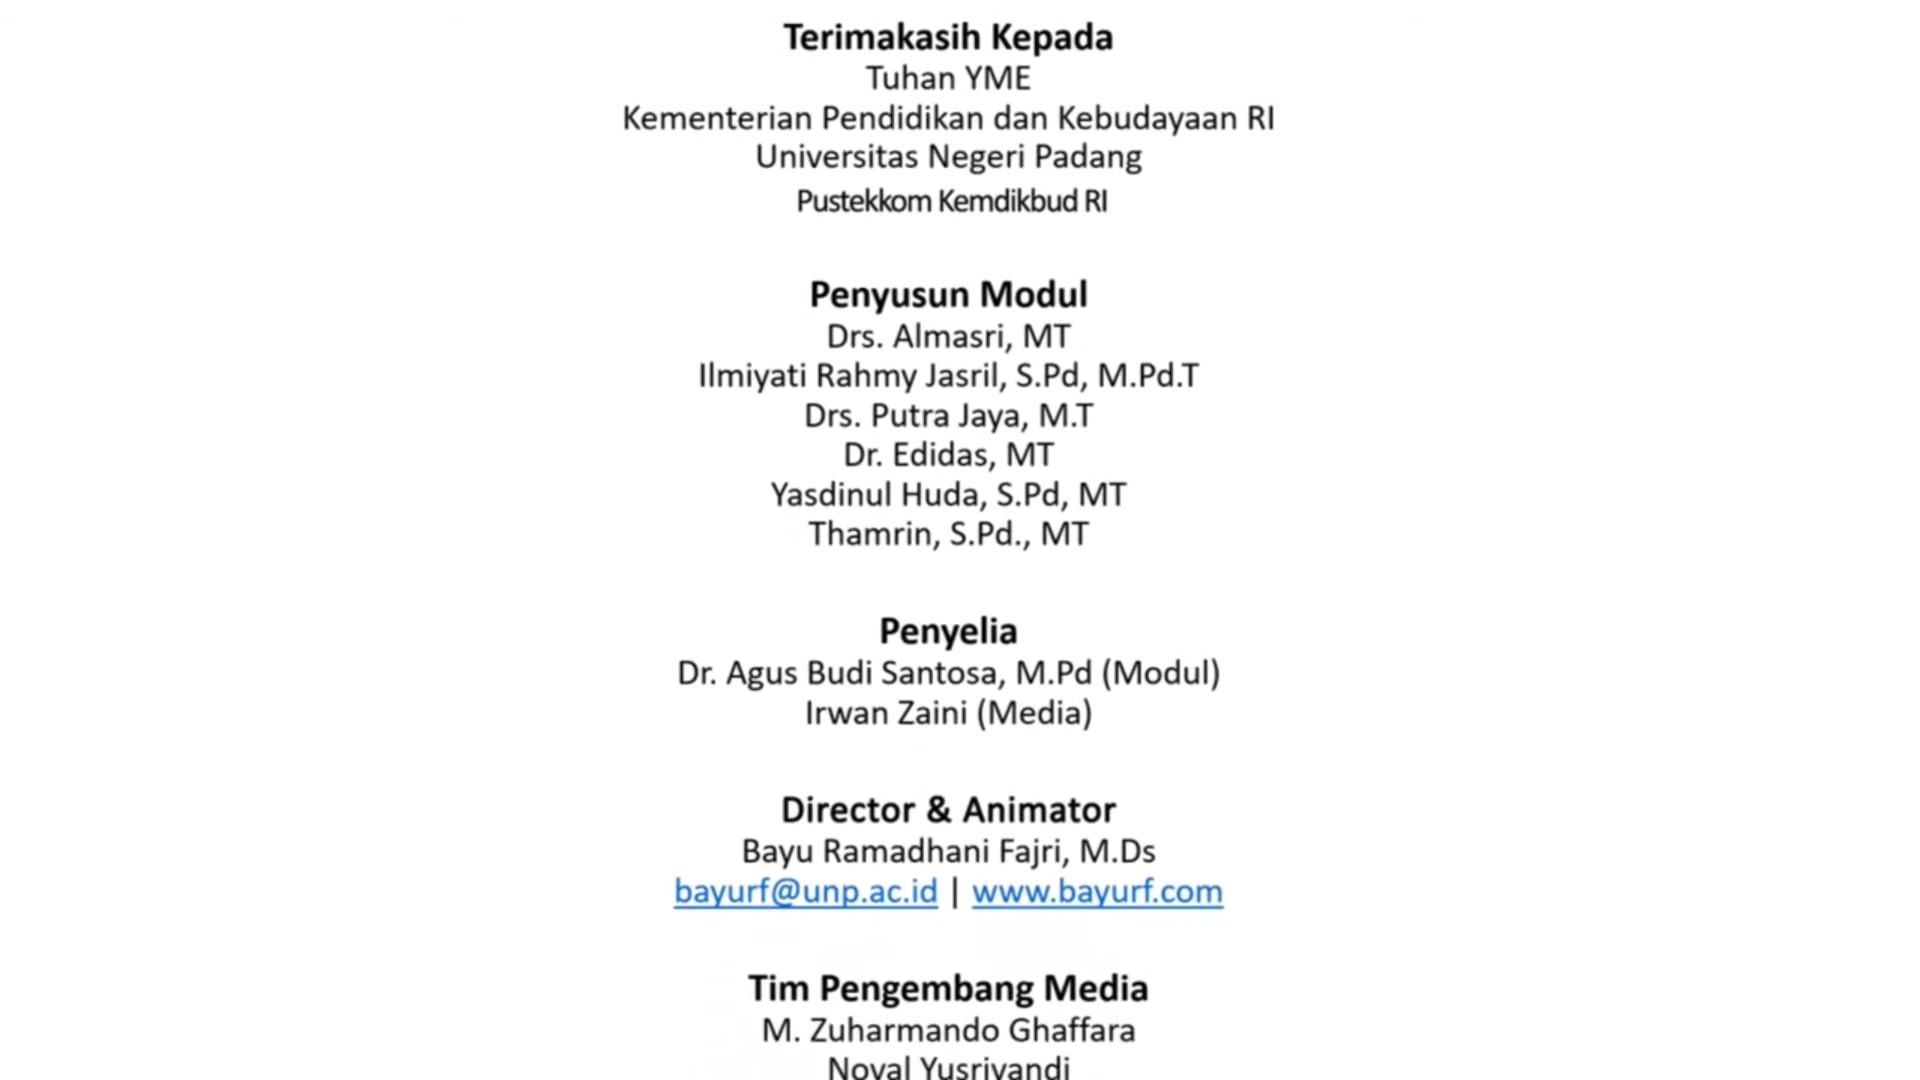 Terimakasih Kepada
Tuhan YME
Kementerian Pendidikan dan Kebudayaan RI
Universitas Negeri Padang
Pustekkom Kemdikbud RI
Penyusun Modul
Drs. Almasri, MT
Ilmiyati Rahmy Jasril, S.Pd, M.Pd.T
Drs. Putra Jaya, M.T
Dr. Edidas, MT
Yasdinul Huda, S.Pd, MT
Thamrin, S.Pd., MT
Penyelia
Dr. Agus Budi Santosa, M.Pd (Modul)
Irwan Zaini (Media)
Director & Animator
Bayu Ramadhani Fajri, M.Ds
bayurf@unp.ac.id | www.bayurf.com
Tim Pengembang Media
M. Zuharmando Ghaffara
Noval Yusriyandi